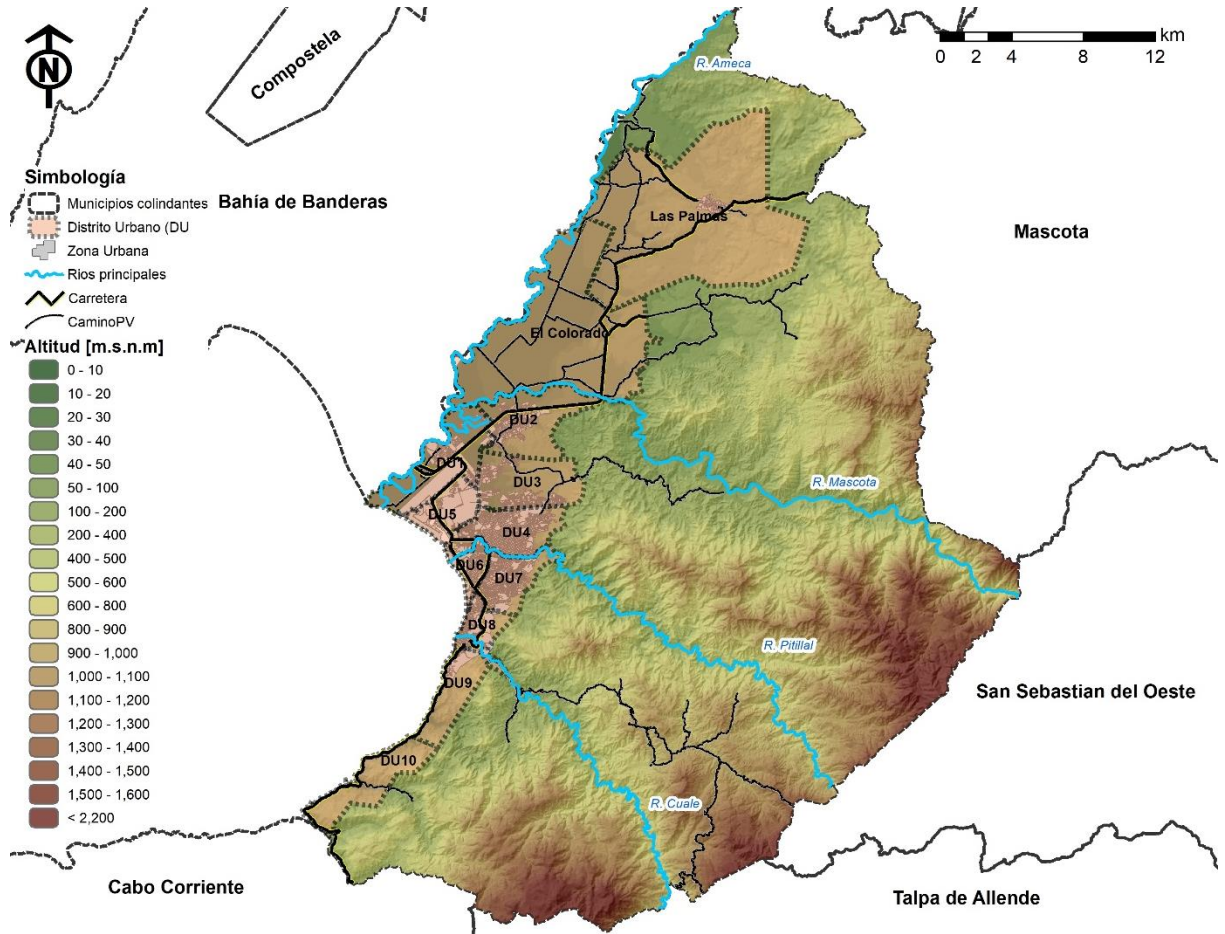 N
Compostela
km
0 2 4 8 12
R. Ameca
Simbología
Municipios colindantes
Distrito Urbano (DU
Zona Urbana
Rios principales
Carretera
CaminoPV
Altitud [m.s.n.m]
0 - 10
10 - 20
20 - 30
30 - 40
40 - 50
50 - 100
100 - 200
200 - 400
400 - 500
500 - 600
600 - 800
800 - 900
900 - 1,000
1,000 - 1,100
1,100 - 1,200
1,200 - 1,300
1,300 - 1,400
1,400 - 1,500
1,500 - 1,600
< 2,200
Bahía de Banderas
Las Palmas
Mascota
El Colorado
DU2
DU1
DU3
R. Mascota
DU5
DU4
DU6
DU7
DU8
R. Pitillal
DU9
San Sebastian del Oeste
DU10
R. Cuale
Cabo Corriente
Talpa de Allende